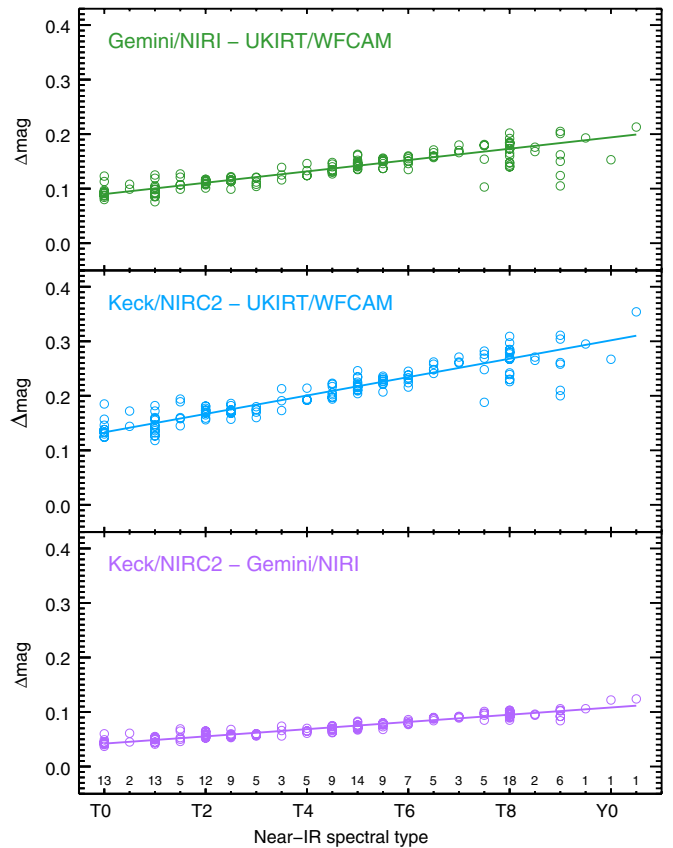 Gemini/NIRI − UKIRT/WFCAM
0.4
0.3
0.2
0.1
0.0
Δmag
Keck/NIRC2 − UKIRT/WFCAM
0.4
0.3
0.2
0.1
0.0
Δmag
Keck/NIRC2 − Gemini/NIRI
0.4
0.3
0.2
0.1
0.0
Δmag
13 2 13 5 12 9 5 3 5 9 14 9 7 5 3 5 18 2 6 1 1 1
T0 T2 T4 T6 T8 Y0
Near−IR spectral type